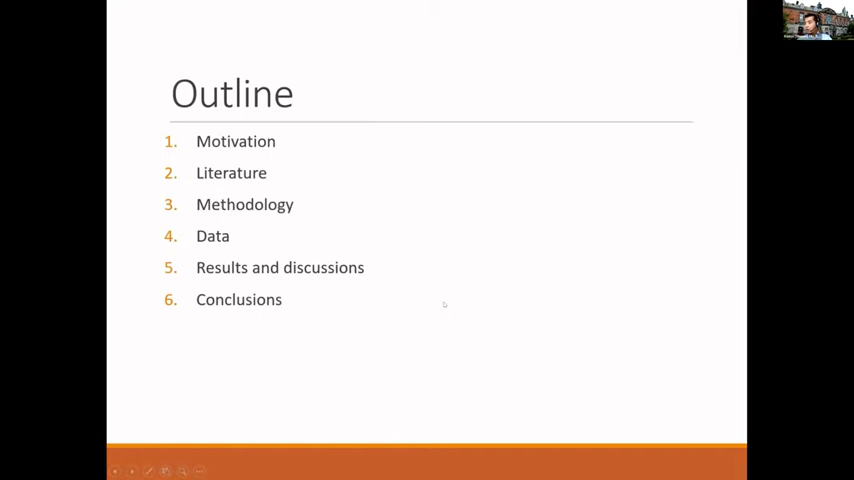 Outline
1. Motivation
2. Literature
3. Methodology
4. Data
5. Results and discussions
6. Conclusions